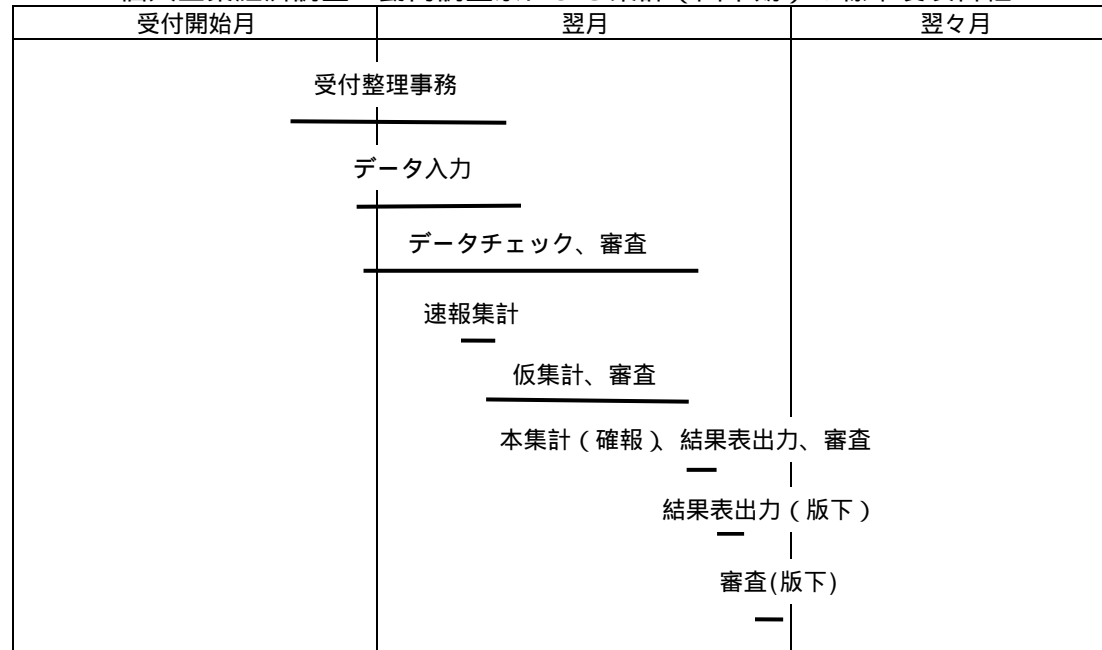 受付開始月 翌月 翌々月
受付整理事務
データ入力
データチェック、審査
速報集計
仮集計、審査
本集計(確報)、結果表出力、審査
結果表出力(版下)
審査(版下)